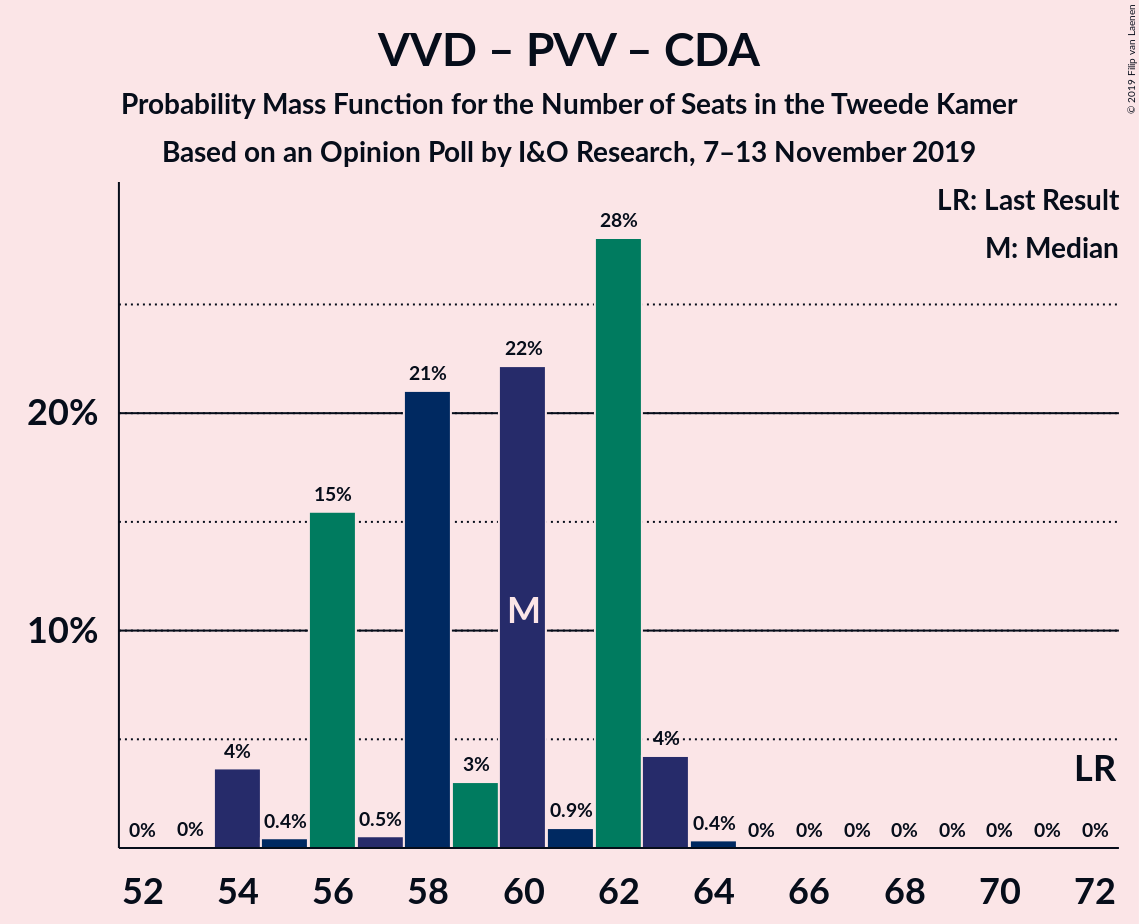 VVD – PVV – CDA
Probability Mass Function for the Number of Seats in the Tweede Kamer
Based on an Opinion Poll by I&O Research, 7–13 November 2019
© 2019 Filip van Laenen
LR: Last Result
M: Median
28%
22%
21%
20%
15%
10%
M
4%
4%
3%
LR
0.9%
0% 0% 0.4% 0.5% 0.4% 0% 0% 0% 0% 0% 0% 0% 0%
52 54 56 58 60 62 64 66 68 70 72